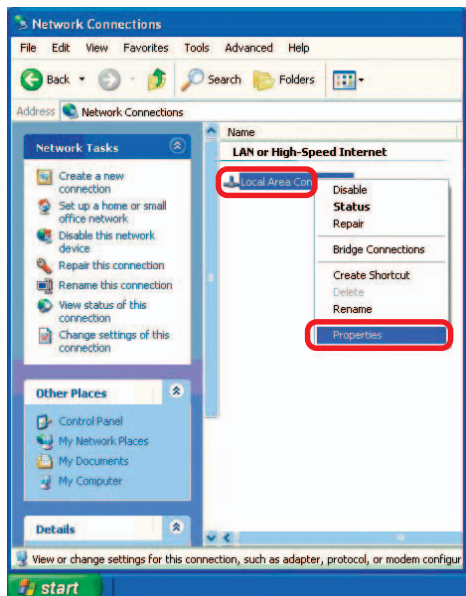 Network Connections
File Edit View Favorites Tools Advanced Help
Back Search Folders
Address Network Connections
Network Tasks
Create a new
connection
Set up a home or small
office network
Disable this network
device
Repair this connection
Rename this connection
View status of this
connection
Change settings of this
connection
Other Places
Control Panel
My Network Places
My Documents
My Computer
Details
Name
LAN or High-Speed Internet
Local Area Con
Disable
Status
Repair
Bridge Connections
Create Shortcut
Delete
Rename
Properties
View or change settings for this connection, such as adapter, protocol, or modem configur
start